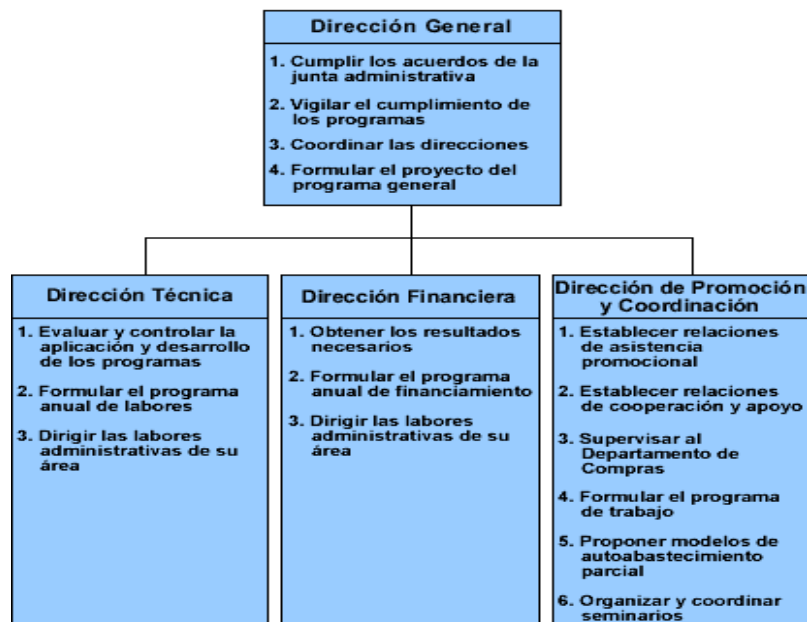 Dirección General
1. Cumplir los acuerdos de la
junta administrativa
2. Vigilar el cumplimiento de
los programas
3. Coordinar las direcciones
4. Formular el proyecto del
programa general
Dirección Técnica
1. Evaluar y controlar la
aplicación y desarrollo
de los programas
2. Formular el programa
anual de labores
3. Dirigir las labores
administrativas de su
área
Dirección Financiera
1. Obtener los resultados
necesarios
2. Formular el programa
anual de financiamiento
3. Dirigir las labores
administrativas de su
área
Dirección de Promoción
y Coordinación
1. Establecer relaciones
de asistencia
promocional
2. Establecer relaciones
de cooperación y apoyo
3. Supervisar al
Departamento de
Compras
4. Formular el programa
de trabajo
5. Proponer modelos de
autoabastecimiento
parcial
6. Organizar y coordinar
seminarios